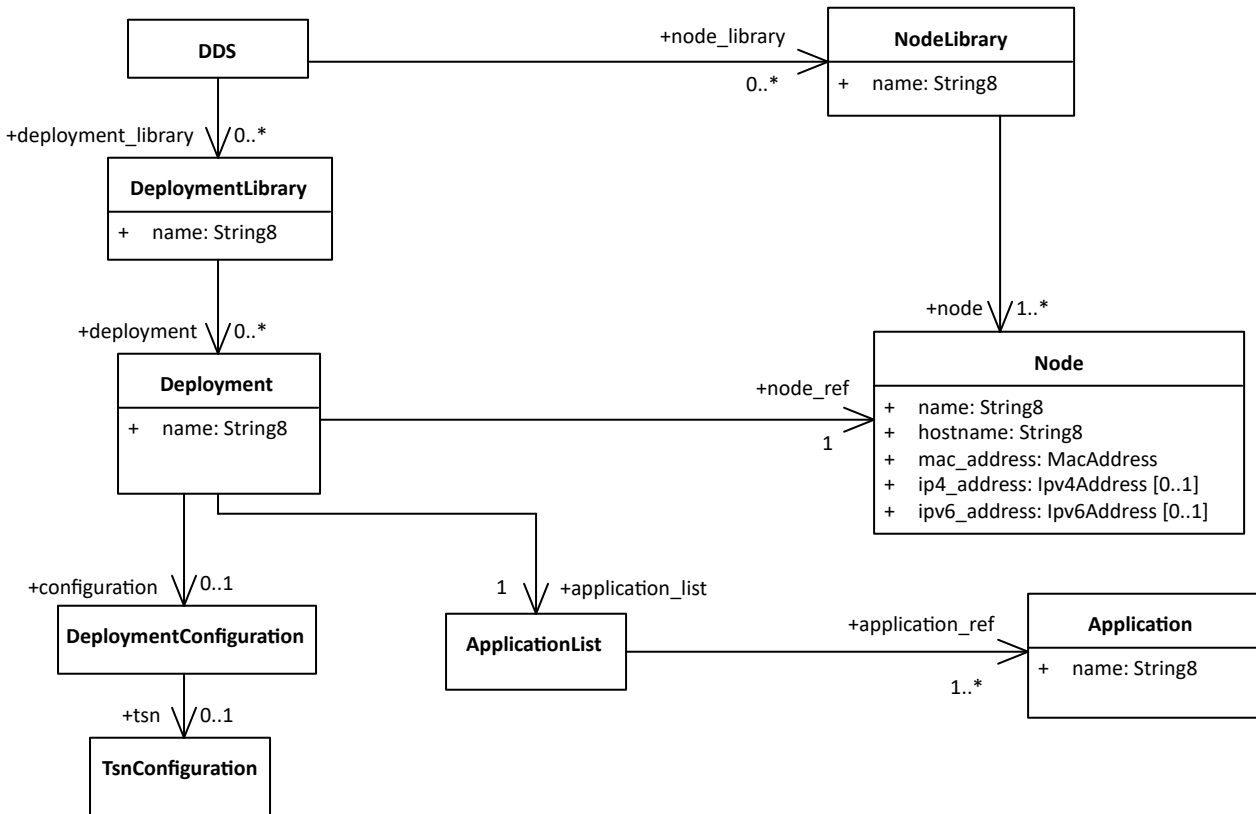 DDS
+node_library
0..*
NodeLibrary
+ name: String8
+deployment_library
0..*
DeploymentLibrary
+ name: String8
+deployment
0..*
+node
1..*
Deployment
+ name: String8
+node_ref
1
Node
+ name: String8
+ hostname: String8
+ mac_address: MacAddress
+ ip4_address: Ipv4Address [0..1]
+ ipv6_address: Ipv6Address [0..1]
+configuration
0..1
1
+application_list
DeploymentConfiguration
ApplicationList
+application_ref
1..*
Application
+ name: String8
+tsn
0..1
TsnConfiguration